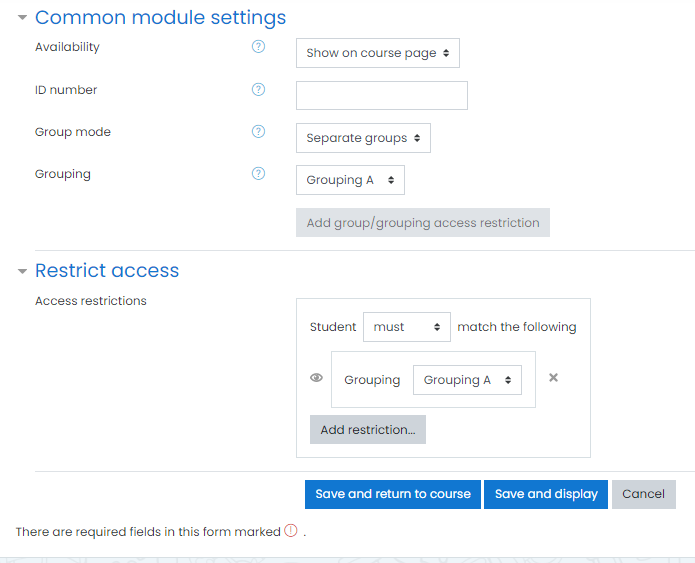 Common module settings
Availability
Show on course page
ID number
Group mode
Separate groups
Grouping
Grouping A
Add group/grouping access restriction
Restrict access
Access restrictions
Student must match the following
Grouping Grouping A
Add restriction...
Save and return to course Save and display Cancel
There are required fields in this form marked .